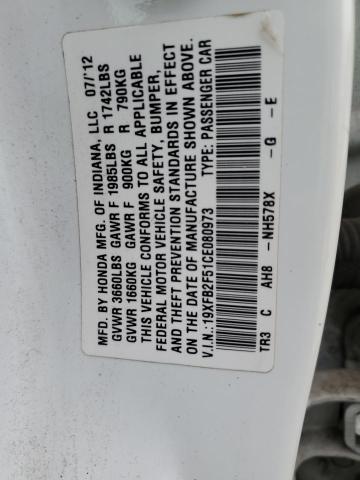 MFD. BY HONDA MFG. OF INDIANA, LLC 07/12
GVWR 3660LBS GAWR F 1985LBS R 1742LBS
GVWR 1660KG GAWR F 900KG R 790KG
THIS VEHICLE CONFORMS TO ALL APPLICABLE
FEDERAL MOTOR VEHICLE SAFETY, BUMPER,
AND THEFT PREVENTION STANDARDS IN EFFECT
ON THE DATE OF MANUFACTURE SHOWN ABOVE.
V.I.N.:19XFB2F51CE080973 TYPE: PASSENGER CAR
TR3 C AH8 -NH578X -G -E